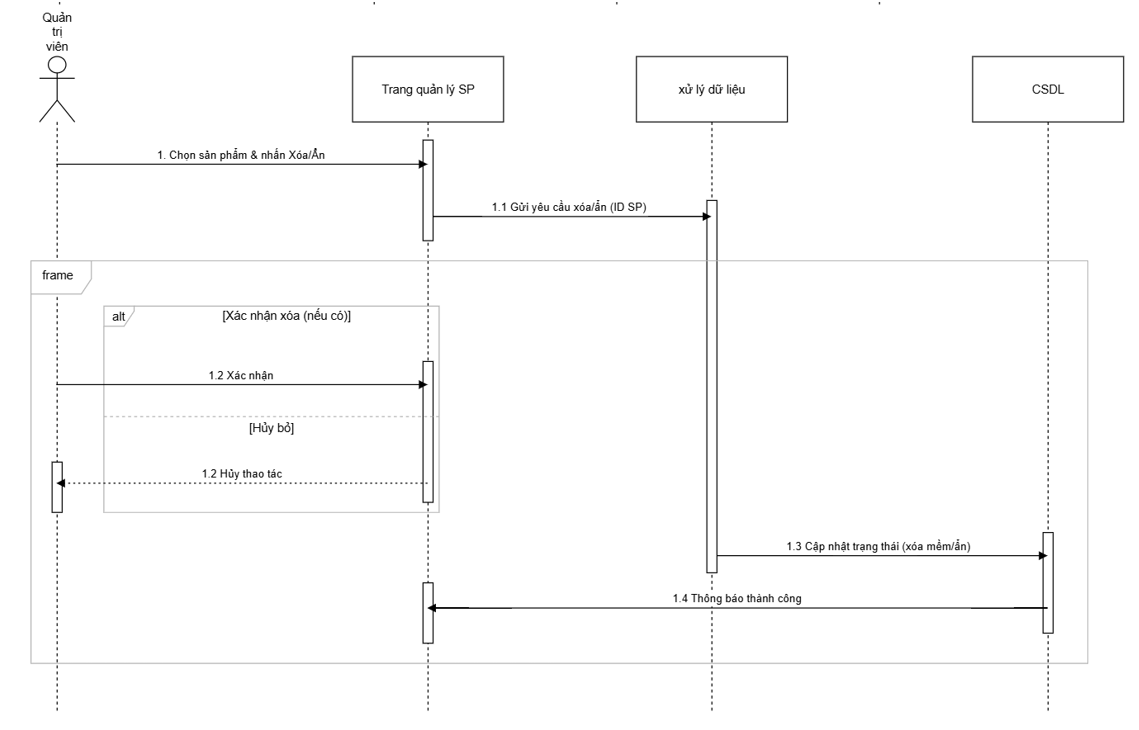 Quản
trị
viên
Trang quản lý SP
xử lý dữ liệu
CSDL
1. Chọn sản phẩm & nhấn Xóa/Ẩn
1.1 Gửi yêu cầu xóa/ẩn (ID SP)
frame
alt
[Xác nhận xóa (nếu có)]
1.2 Xác nhận
[Hủy bỏ]
1.2 Hủy thao tác
1.3 Cập nhật trạng thái (xóa mềm/ẩn)
1.4 Thông báo thành công